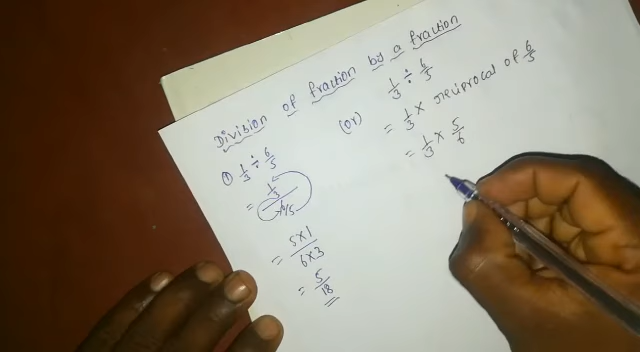 Division of fraction by a fraction
① 1/3 ÷ 6/5
= 1/3 / 6/5
= 5×1 / 6×3
= 5/18
(or)
1/3 ÷ 6/5
= 1/3 × reciprocal of 6/5
= 1/3 × 5/6